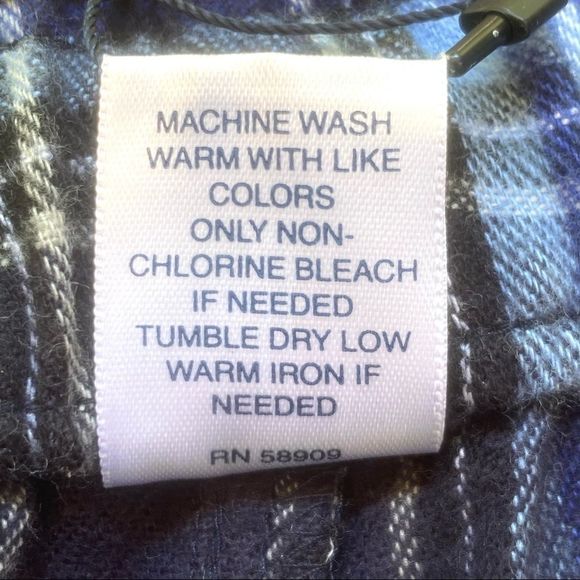 MACHINE WASH
WARM WITH LIKE
COLORS
ONLY NON-
CHLORINE BLEACH
IF NEEDED
TUMBLE DRY LOW
WARM IRON IF
NEEDED
RN 58909